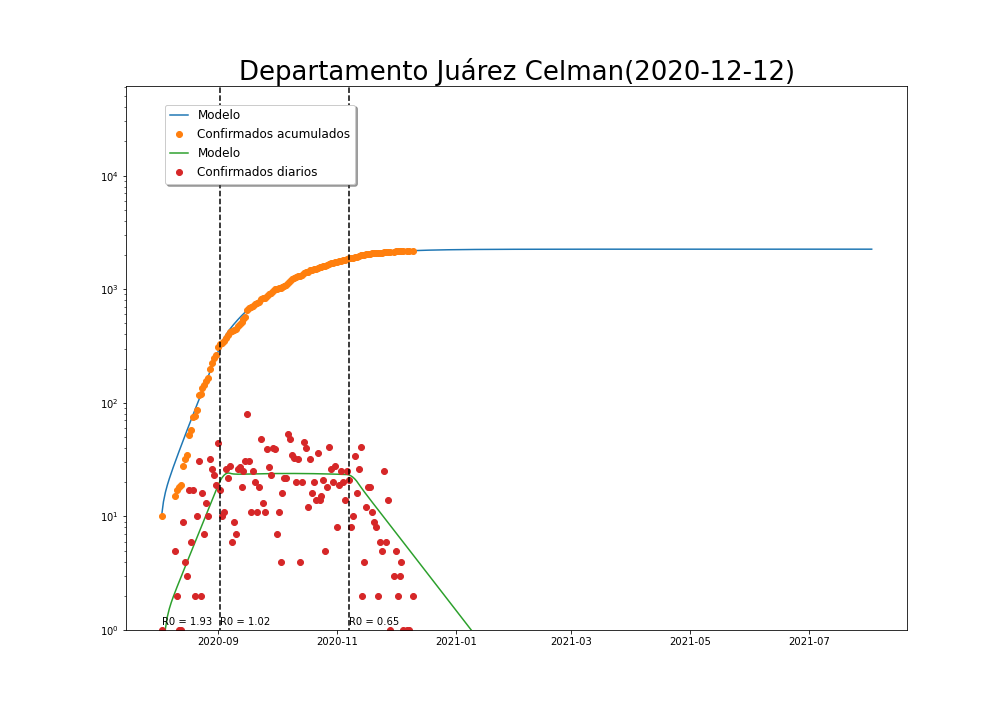 Departamento Juárez Celman(2020-12-12)
Modelo
Confirmados acumulados
Modelo
Confirmados diarios
10⁴
10³
10²
10¹
10⁰
R0 = 1.93 R0 = 1.02 R0 = 0.65
2020-09 2020-11 2021-01 2021-03 2021-05 2021-07